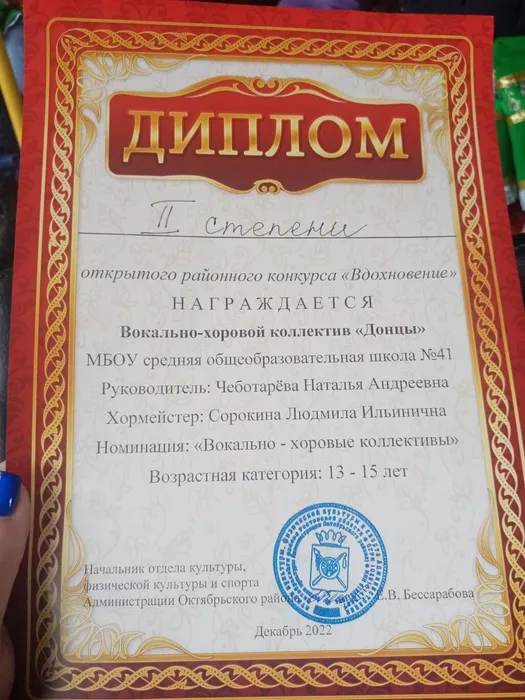 ДИПЛОМ
II степени
открытого районного конкурса «Вдохновение»
НАГРАЖДАЕТСЯ
Вокально-хоровой коллектив «Донцы»
МБОУ средняя общеобразовательная школа №41
Руководитель: Чеботарёва Наталья Андреевна
Хормейстер: Сорокина Людмила Ильинична
Номинация: «Вокально - хоровые коллективы»
Возрастная категория: 13 - 15 лет
Начальник отдела культуры,
физической культуры и спорта
Администрации Октябрьского района Е.В. Бессарабова
Декабрь 2022